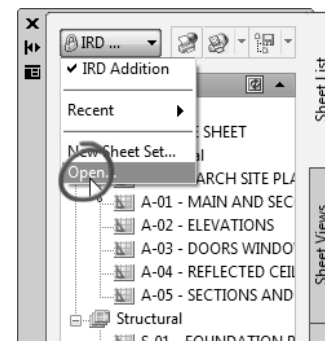 IRD ...
✓ IRD Addition
Recent
SHEET
New Sheet Set...
al
Open...
ARCH SITE PLA
A-01 - MAIN AND SEC
A-02 - ELEVATIONS
A-03 - DOORS WINDO
A-04 - REFLECTED CEIL
A-05 - SECTIONS AND
Structural
S-01 - FOUNDATION P
Sheet List
Sheet Views